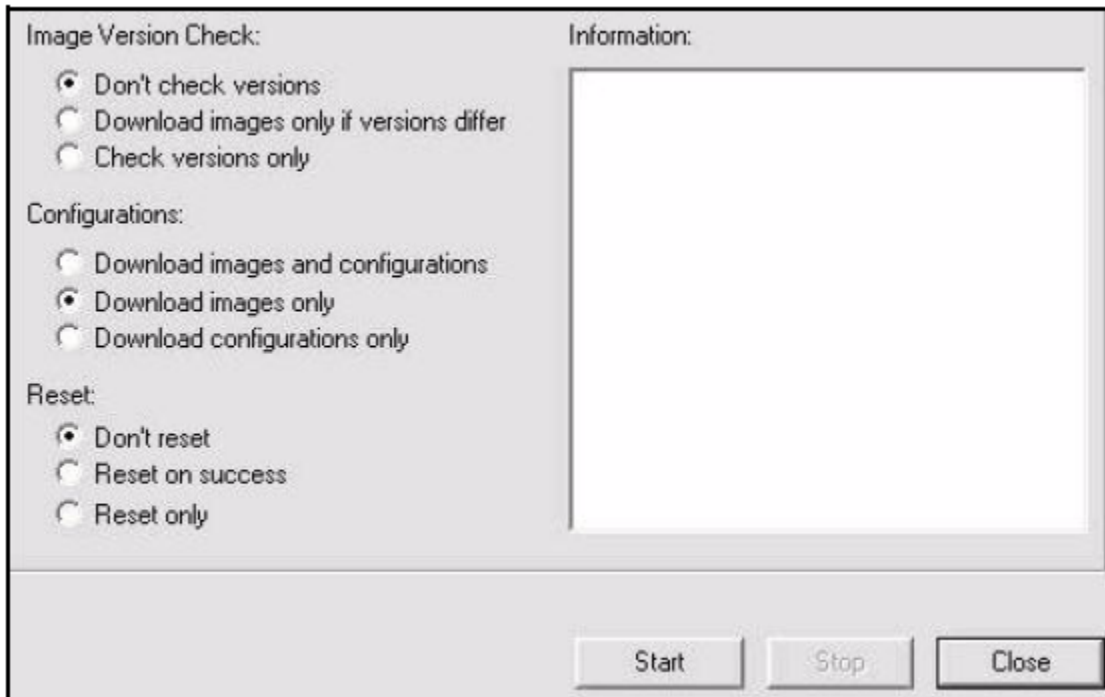 Image Version Check:
Don't check versions
Download images only if versions differ
Check versions only
Configurations:
Download images and configurations
Download images only
Download configurations only
Reset:
Don't reset
Reset on success
Reset only
Information:
Start
Stop
Close